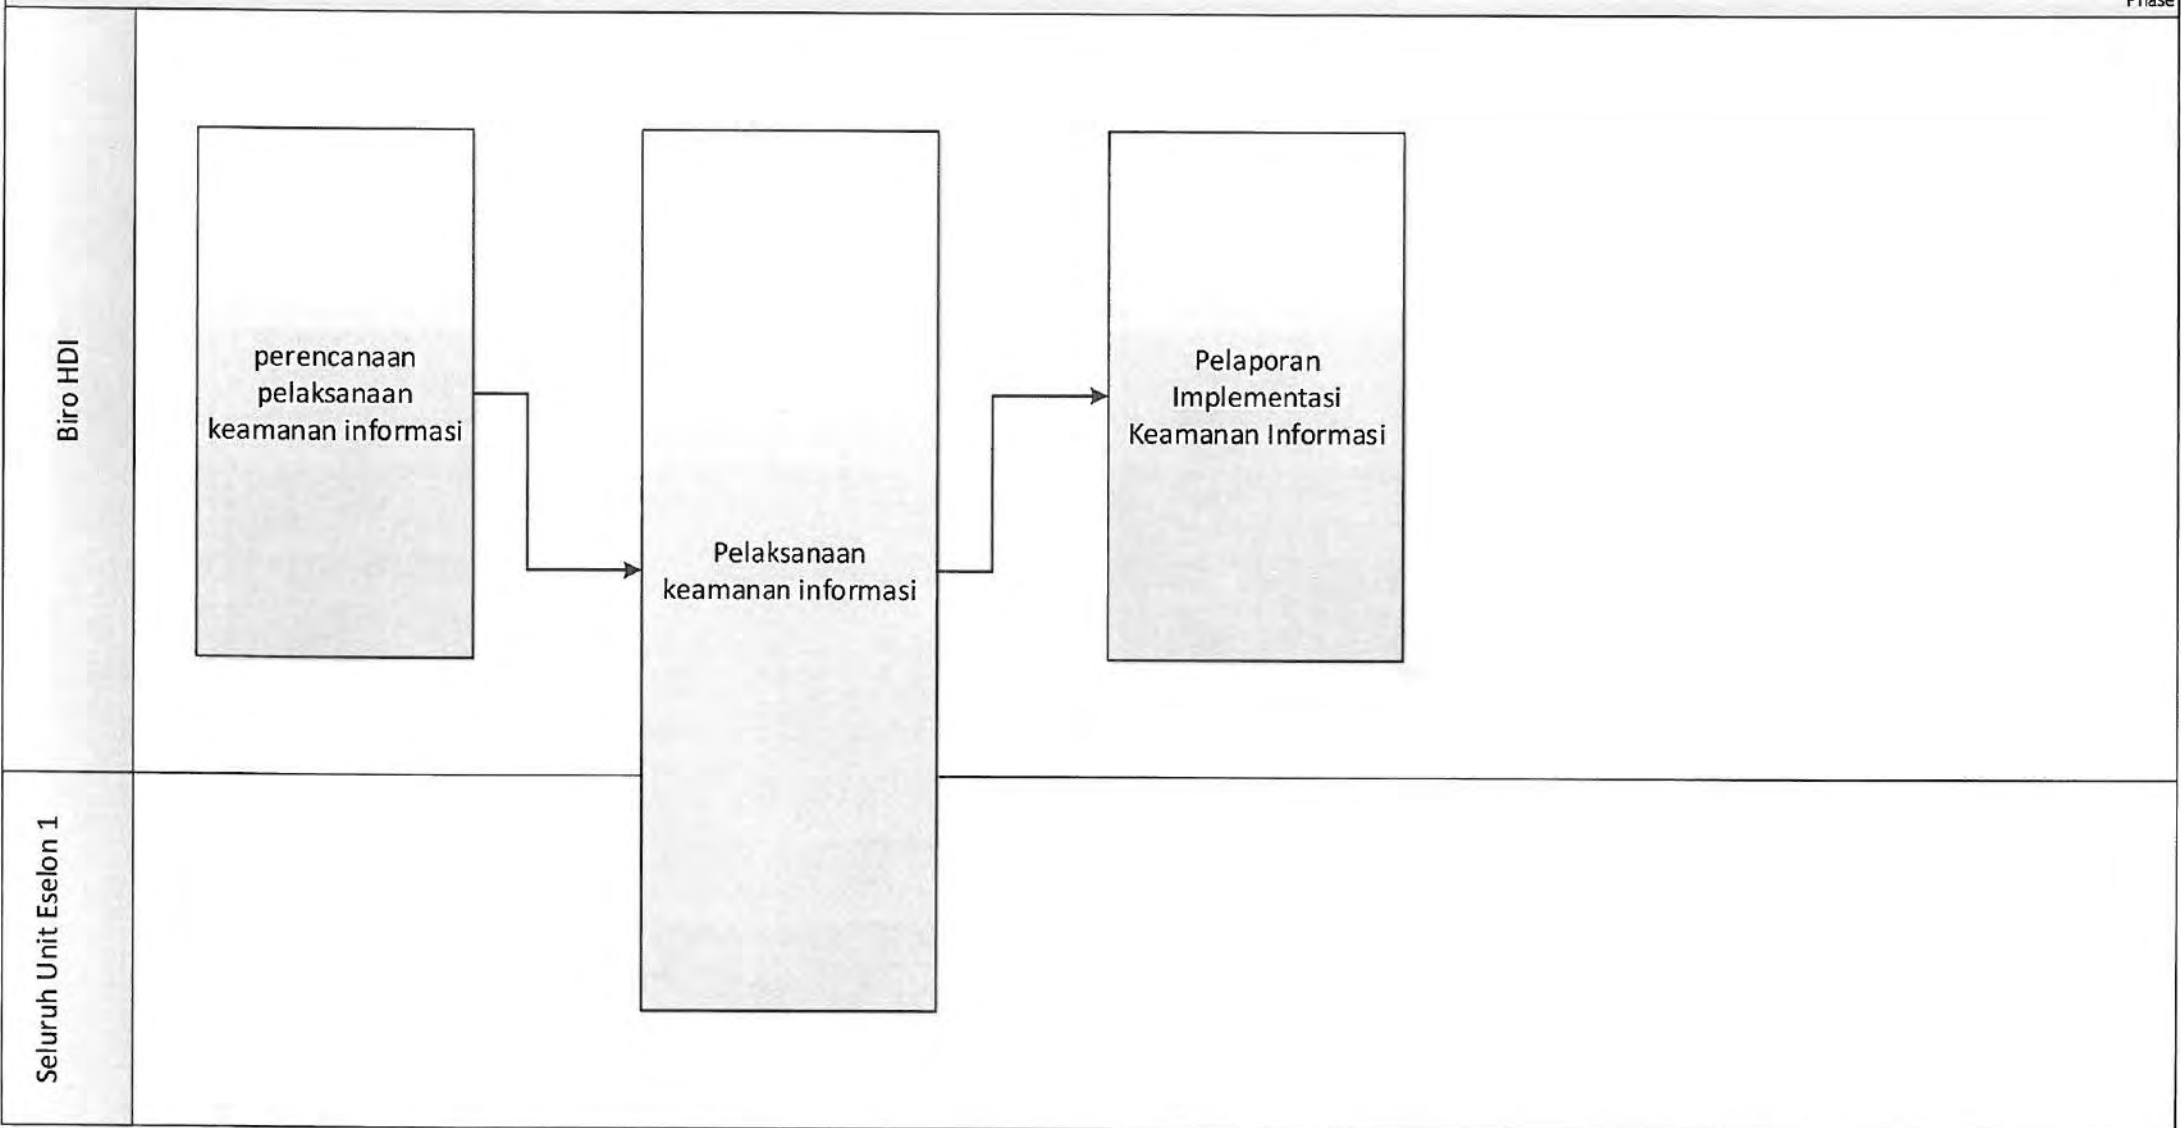 Phase
Biro HDI
perencanaan
pelaksanaan
keamanan informasi
Pelaksanaan
keamanan informasi
Pelaporan
Implementasi
Keamanan Informasi
Seluruh Unit Eselon 1